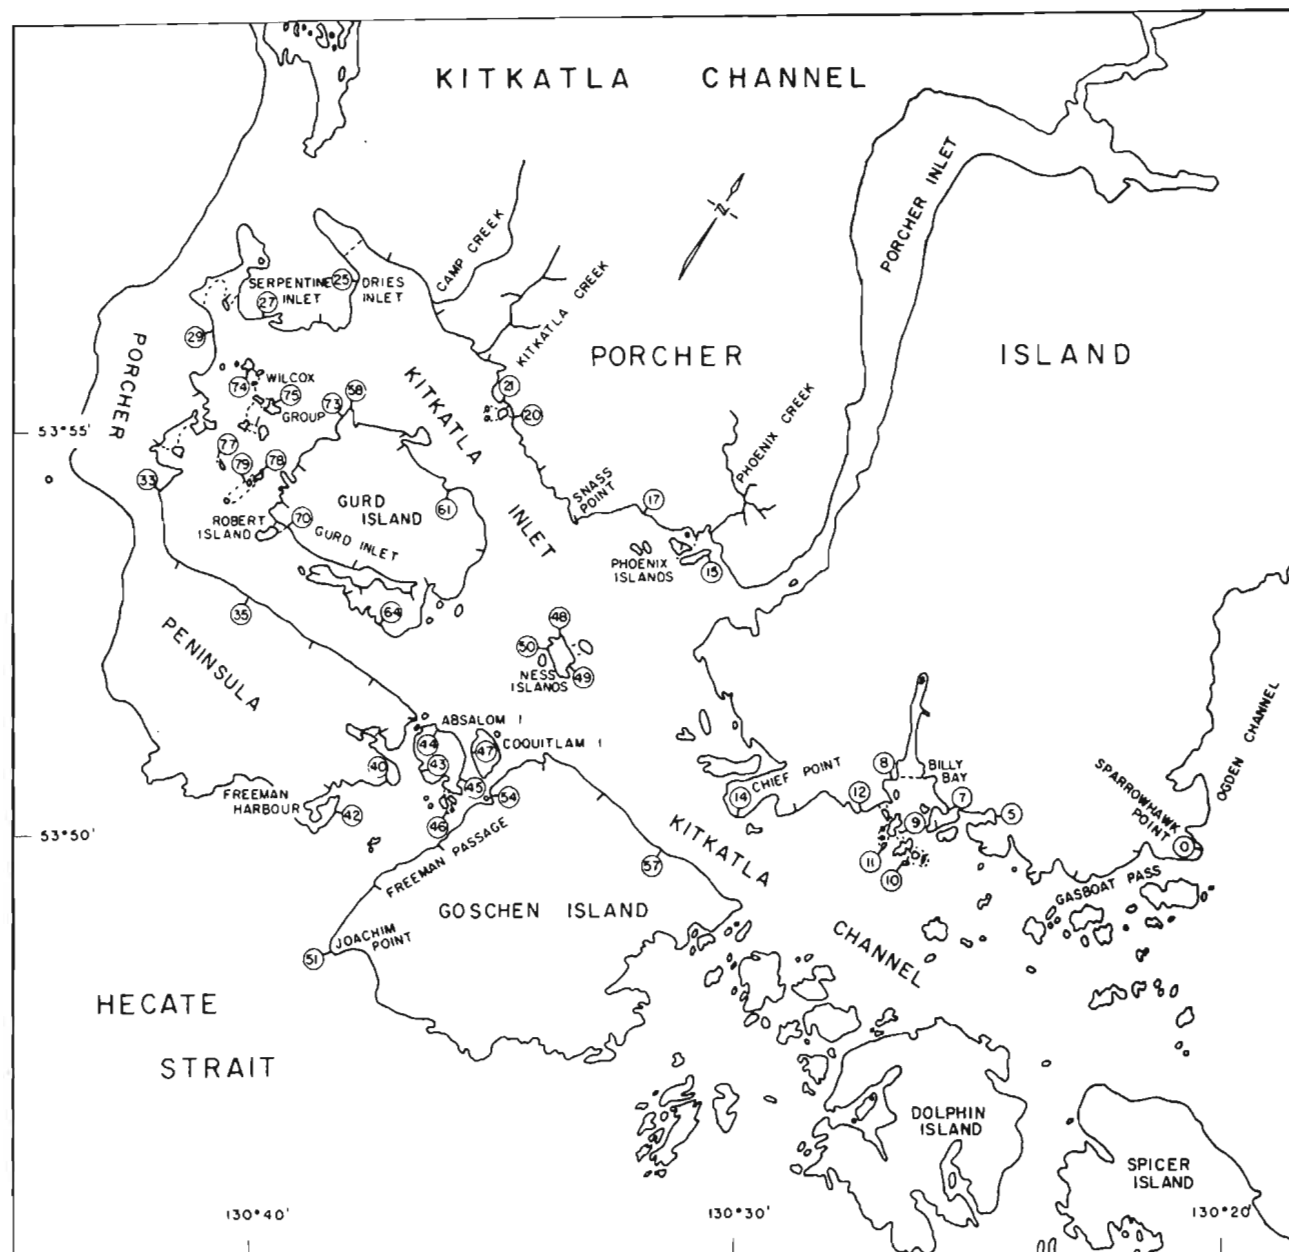 KITKATLA CHANNEL
PORCHER INLET
N
CAMP CREEK
KITKATLA CREEK
SERPENTINE
INLET
25
DRIES
INLET
27
29
PORCHER
PORCHER
ISLAND
KITKATLA
INLET
WILCOX
GROUP
74
75
73
58
21
20
PHOENIX CREEK
53°55'
77
79
78
33
SNASS
POINT
17
GURD
ISLAND
61
ROBERT
ISLAND
70
GURD INLET
PHOENIX
ISLANDS
15
35
64
48
50
NESS
ISLANDS
49
PENINSULA
ABSALOM I
44
43
47
COQUITLAM I
40
45
54
46
FREEMAN
HARBOUR
42
CHIEF POINT
14
12
8
BILLY
BAY
7
5
9
11
10
SPARROWHAWK
POINT
0
OGDEN CHANNEL
53°50'
FREEMAN PASSAGE
KITKATLA
CHANNEL
57
GASBOAT PASS
GOSCHEN ISLAND
JOACHIM
POINT
51
HECATE
STRAIT
DOLPHIN
ISLAND
SPICER
ISLAND
130°40'
130°30'
130°20'